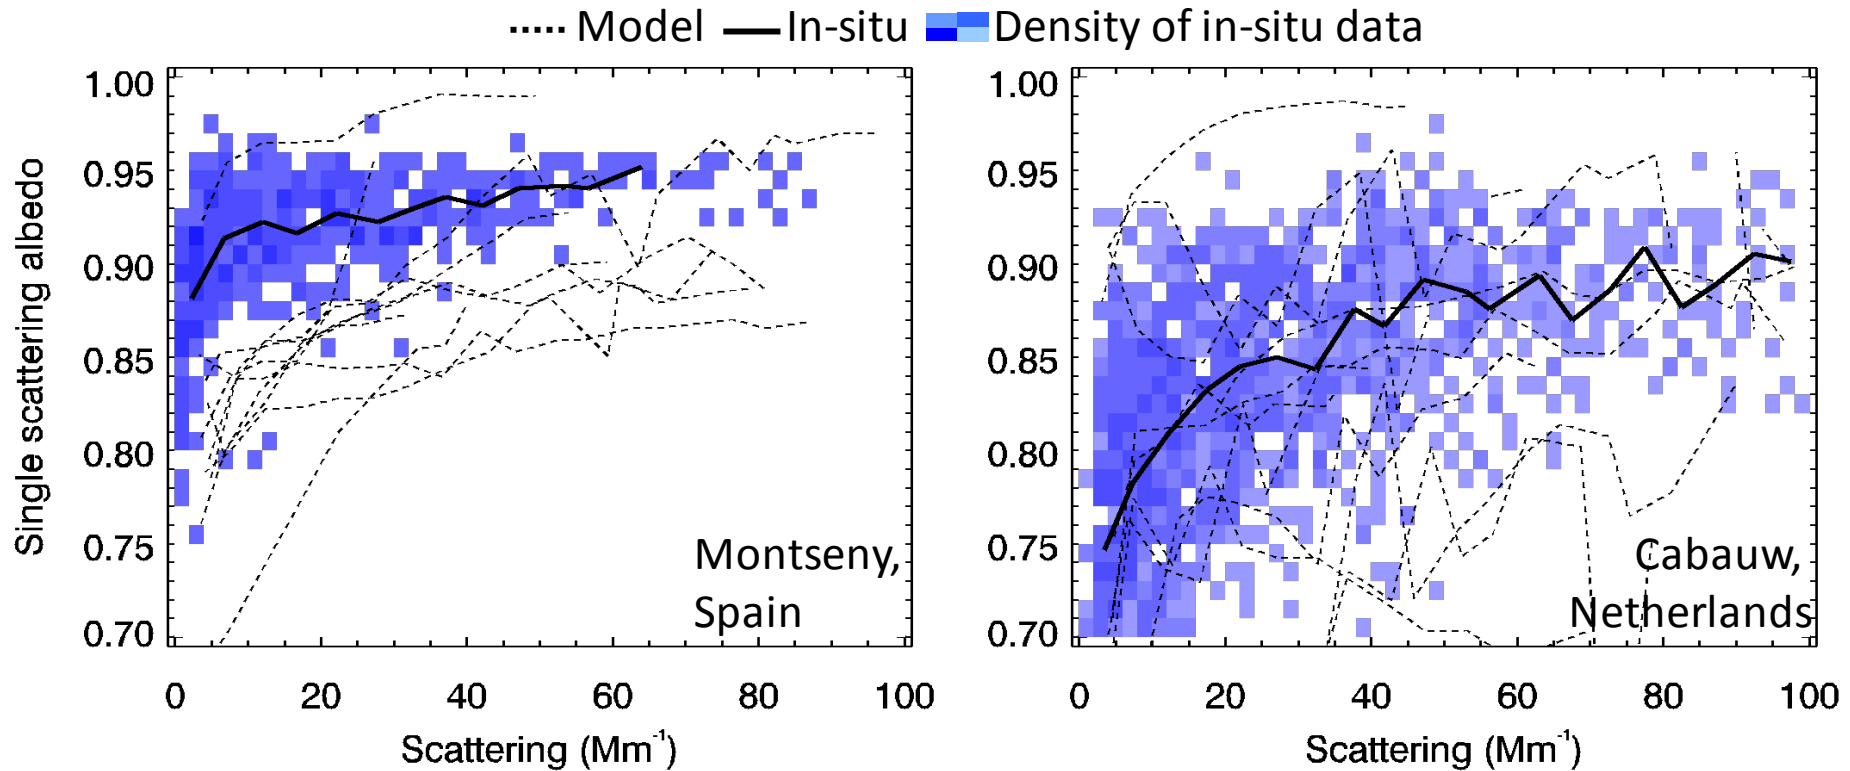 Model In-situ Density of in-situ data
Single scattering albedo
1.00
0.95
0.90
0.85
0.80
0.75
0.70
0 20 40 60 80 100
Scattering (Mm⁻¹)
Montseny,
Spain
1.00
0.95
0.90
0.85
0.80
0.75
0.70
0 20 40 60 80 100
Scattering (Mm⁻¹)
Cabauw,
Netherlands